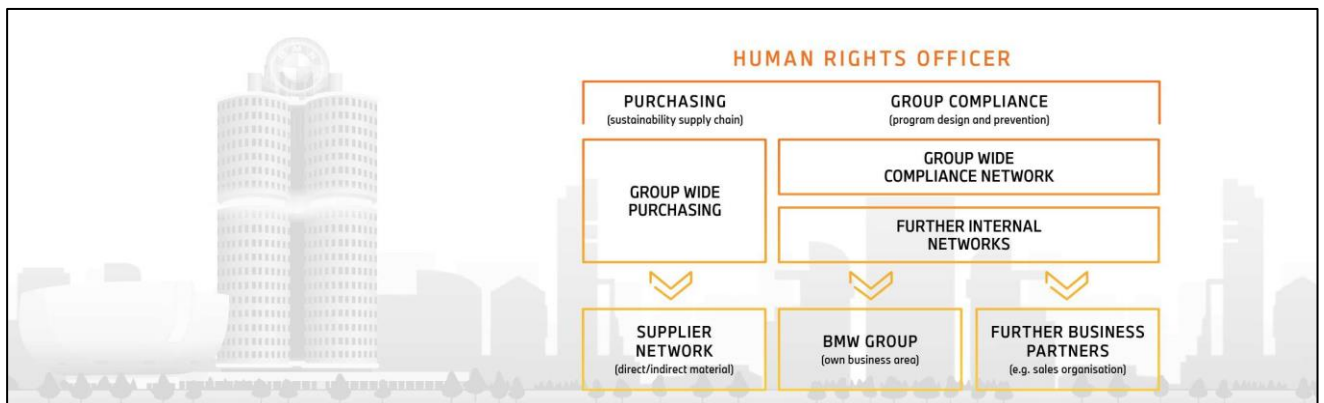 HUMAN RIGHTS OFFICER
PURCHASING
(sustainability supply chain)
GROUP COMPLIANCE
(program design and prevention)
GROUP WIDE
PURCHASING
GROUP WIDE
COMPLIANCE NETWORK
FURTHER INTERNAL
NETWORKS
SUPPLIER
NETWORK
(direct/indirect material)
BMW GROUP
(own business area)
FURTHER BUSINESS
PARTNERS
(e.g. sales organisation)